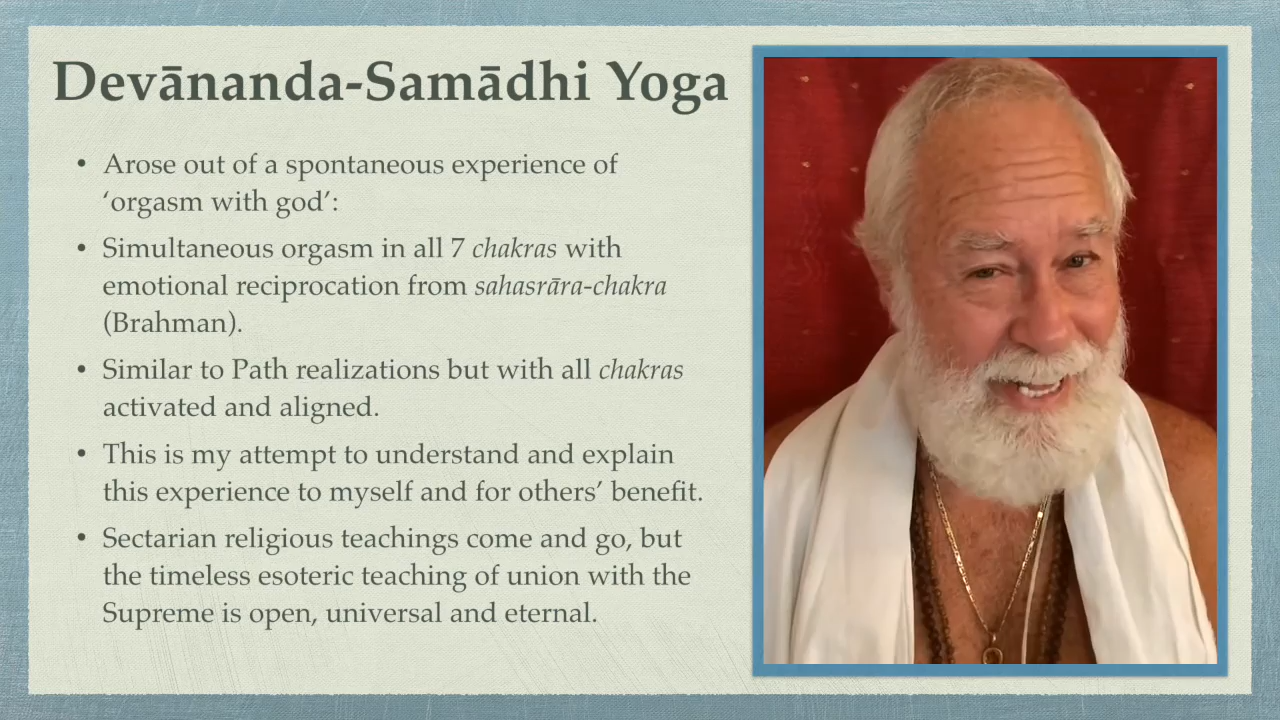 Devānanda-Samādhi Yoga
• Arose out of a spontaneous experience of
‘orgasm with god’:
• Simultaneous orgasm in all 7 chakras with
emotional reciprocation from sahasrāra-chakra
(Brahman).
• Similar to Path realizations but with all chakras
activated and aligned.
• This is my attempt to understand and explain
this experience to myself and for others’ benefit.
• Sectarian religious teachings come and go, but
the timeless esoteric teaching of union with the
Supreme is open, universal and eternal.